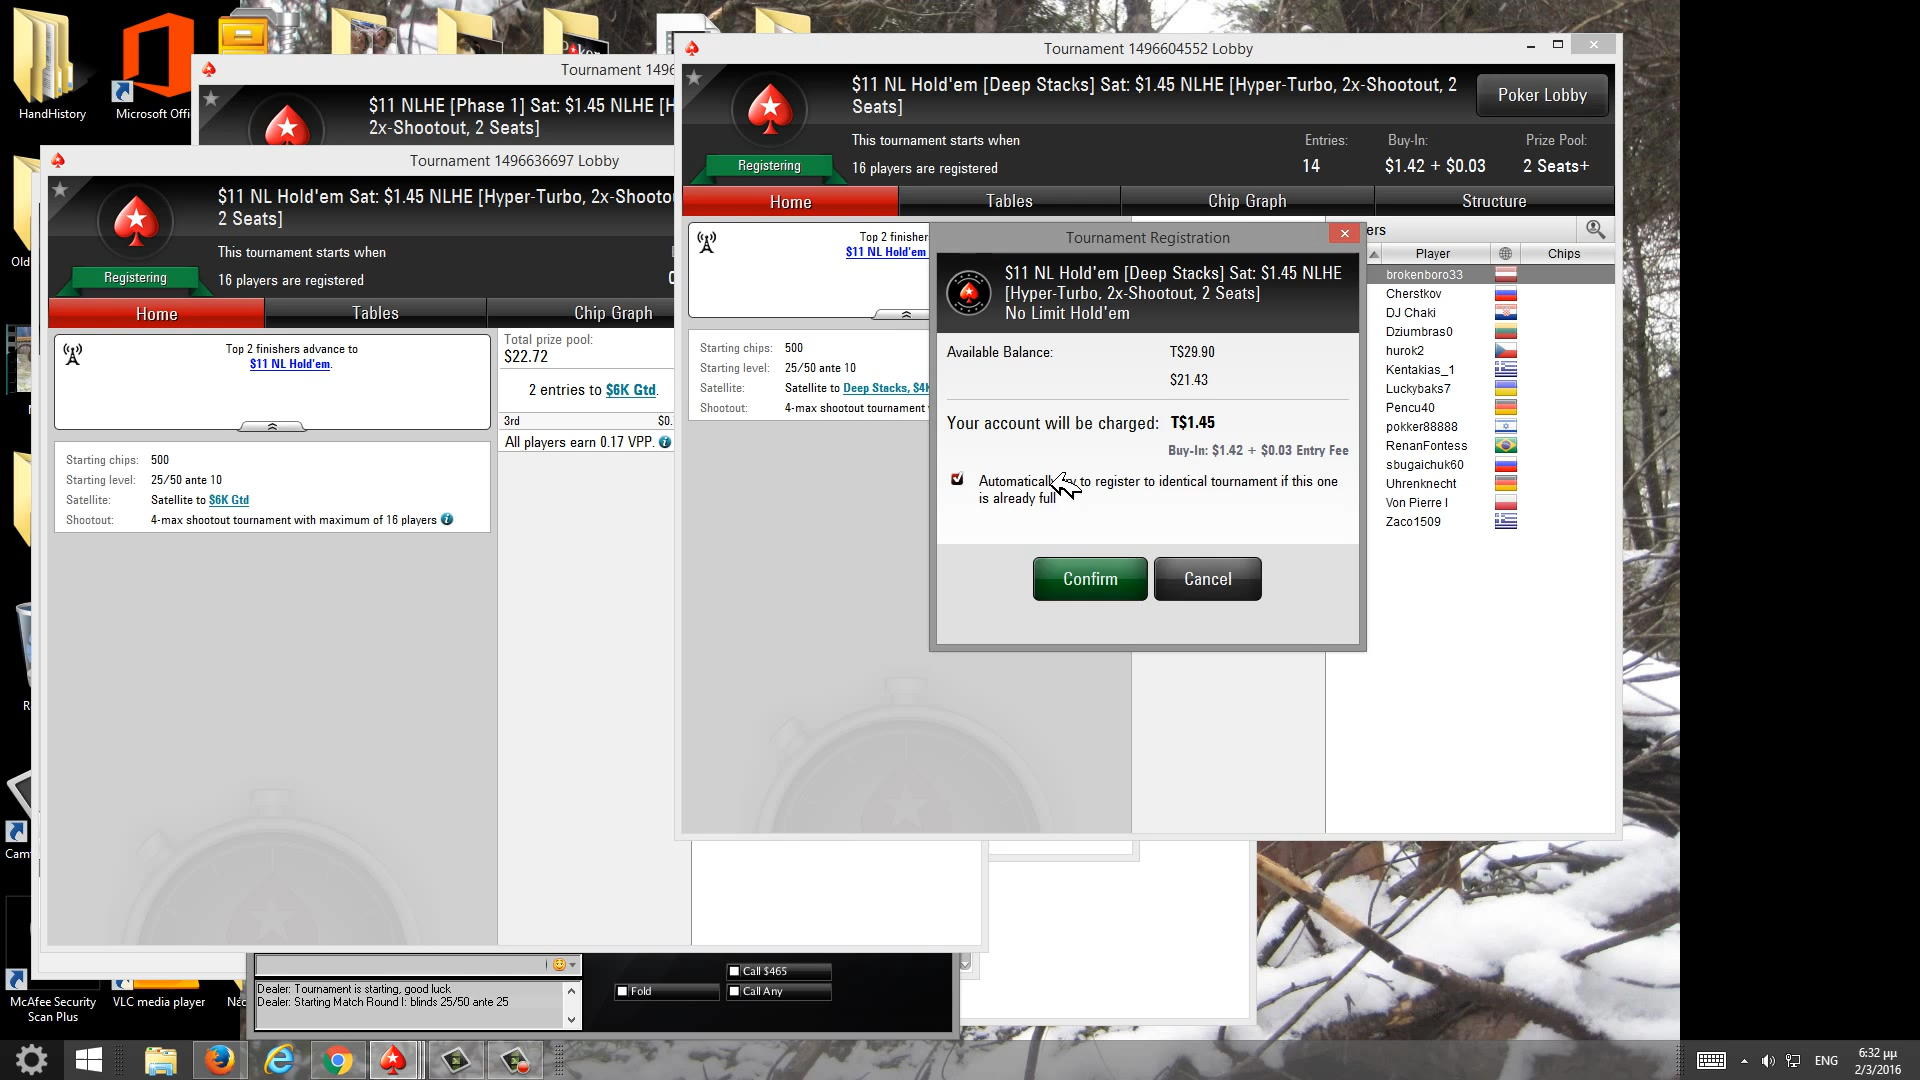 HandHistory
Microsoft Offi
Old
R
Cam
McAfee Security
Scan Plus
VLC media player
Tournament 1496
$11 NLHE [Phase 1] Sat: $1.45 NLHE [H
2x-Shootout, 2 Seats]
Tournament 1496636697 Lobby
$11 NL Hold'em Sat: $1.45 NLHE [Hyper-Turbo, 2x-Shooto
2 Seats]
This tournament starts when
16 players are registered
Registering
Home
Tables
Chip Graph
Top 2 finishers advance to
$11 NL Hold'em.
Total prize pool:
$22.72
2 entries to $6K Gtd.
3rd $0.
All players earn 0.17 VPP.
Starting chips: 500
Starting level: 25/50 ante 10
Satellite: Satellite to $6K Gtd
Shootout: 4-max shootout tournament with maximum of 16 players
Tournament 1496604552 Lobby
$11 NL Hold'em [Deep Stacks] Sat: $1.45 NLHE [Hyper-Turbo, 2x-Shootout, 2
Seats]
Poker Lobby
This tournament starts when
16 players are registered
Registering
Entries: Buy-In: Prize Pool:
14 $1.42 + $0.03 2 Seats+
Home
Tables
Chip Graph
Structure
Top 2 finisher
$11 NL Hold'em
Starting chips: 500
Starting level: 25/50 ante 10
Satellite: Satellite to Deep Stacks, $4K
Shootout: 4-max shootout tournament
ers
Player Chips
brokenboro33
Cherstkov
DJ Chaki
Dziumbras0
hurok2
Kentakias_1
Luckybaks7
Pencu40
pokker88888
RenanFontess
sbugaichuk60
Uhrenknecht
Von Pierre I
Zaco1509
Tournament Registration
$11 NL Hold'em [Deep Stacks] Sat: $1.45 NLHE
[Hyper-Turbo, 2x-Shootout, 2 Seats]
No Limit Hold'em
Available Balance: T$29.90
$21.43
Your account will be charged: T$1.45
Buy-In: $1.42 + $0.03 Entry Fee
Automatically to register to identical tournament if this one
is already full
Confirm
Cancel
Dealer: Tournament is starting, good luck
Dealer: Starting Match Round I: blinds 25/50 ante 25
Fold
Call $465
Call Any
ENG
6:32 μμ
2/3/2016